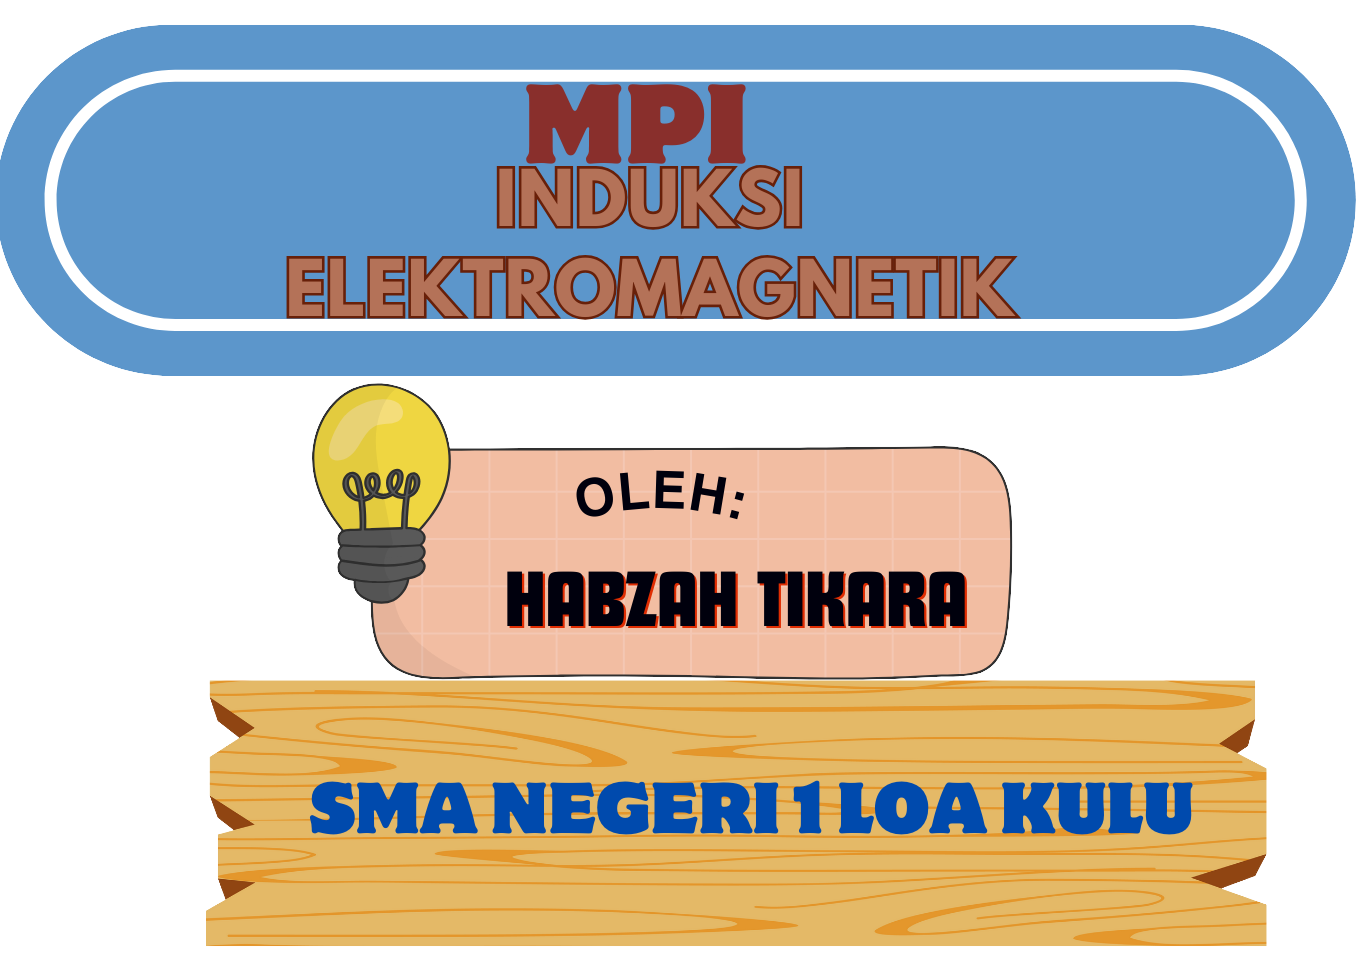 MPI
INDUKSI
ELEKTROMAGNETIK
OLEH:
HABZAH TIKARA
SMA NEGERI 1 LOA KULU